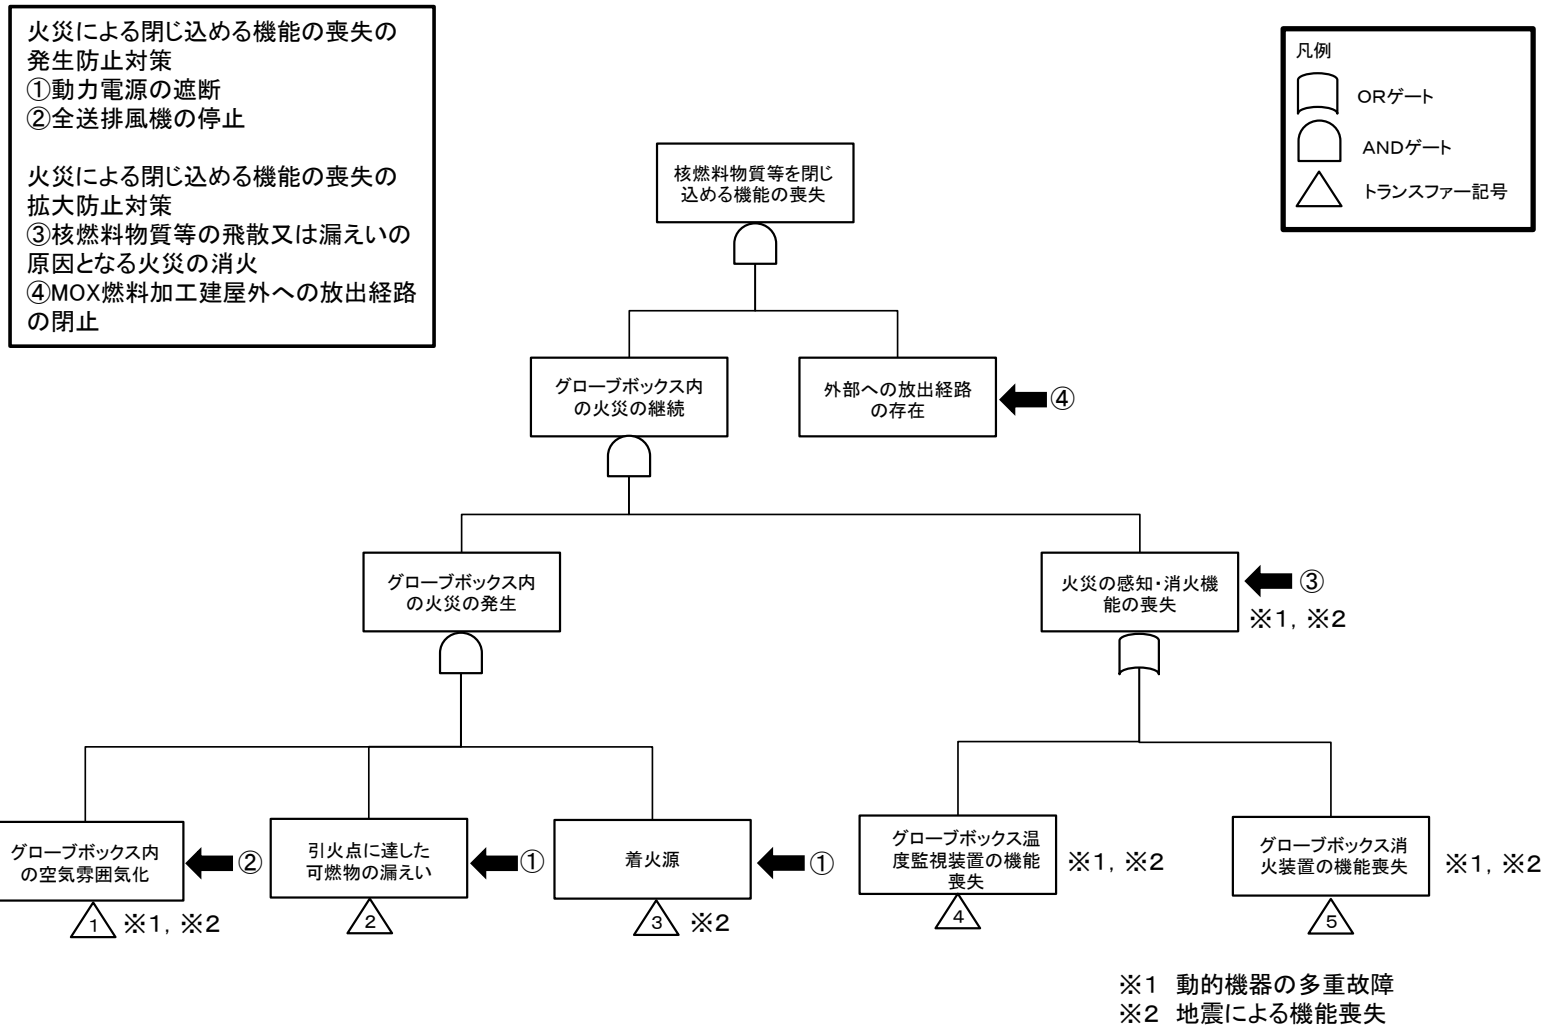 火災による閉じ込める機能の喪失の
発生防止対策
①動力電源の遮断
②全送排風機の停止
火災による閉じ込める機能の喪失の
拡大防止対策
③核燃料物質等の飛散又は漏えいの
原因となる火災の消火
④MOX燃料加工建屋外への放出経路
の閉止
凡例
ORゲート
ANDゲート
トランスファー記号
核燃料物質等を閉じ
込める機能の喪失
グローブボックス内
の火災の継続
外部への放出経路
の存在
④
グローブボックス内
の火災の発生
火災の感知・消火機
能の喪失
③
※1，※2
グローブボックス内
の空気雰囲気化
②
1
※1，※2
引火点に達した
可燃物の漏えい
①
2
着火源
①
3
※2
グローブボックス温
度監視装置の機能
喪失
※1，※2
4
グローブボックス消
火装置の機能喪失
※1，※2
5
※1 動的機器の多重故障
※2 地震による機能喪失